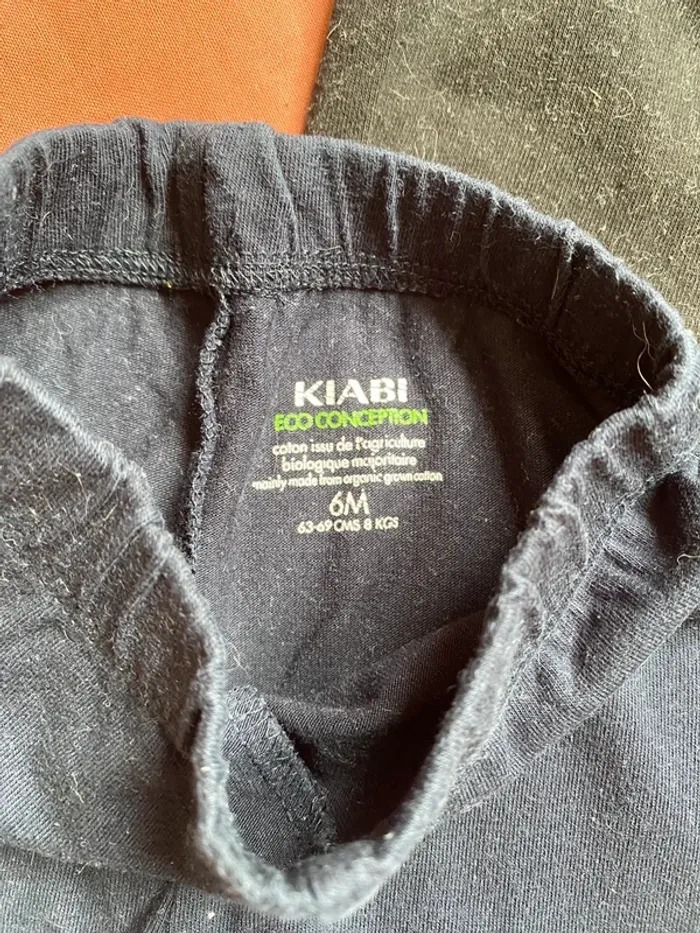 KIABI
ECO CONCEPTION
coton issu de l'agriculture
biologique majoritaire
mainly made from organic grown cotton
6M
63-69 CMS 8 KGS